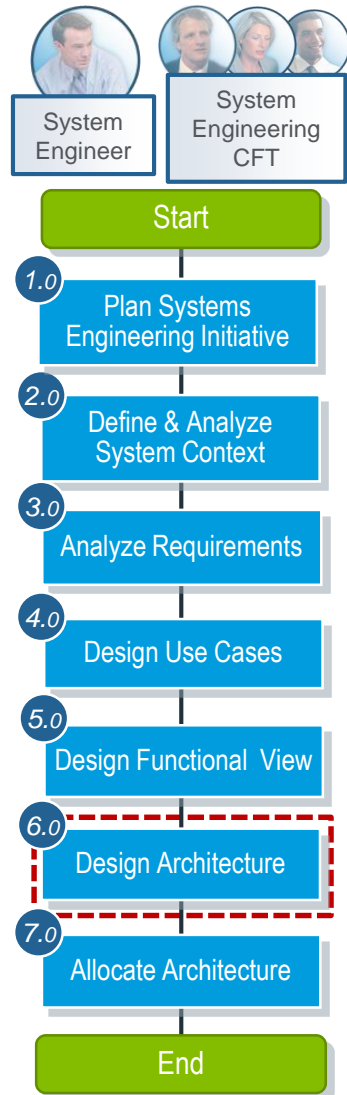 System
Engineer
System
Engineering
CFT
Start
1.0
Plan Systems
Engineering Initiative
2.0
Define & Analyze
System Context
3.0
Analyze Requirements
4.0
Design Use Cases
5.0
Design Functional View
6.0
Design Architecture
7.0
Allocate Architecture
End